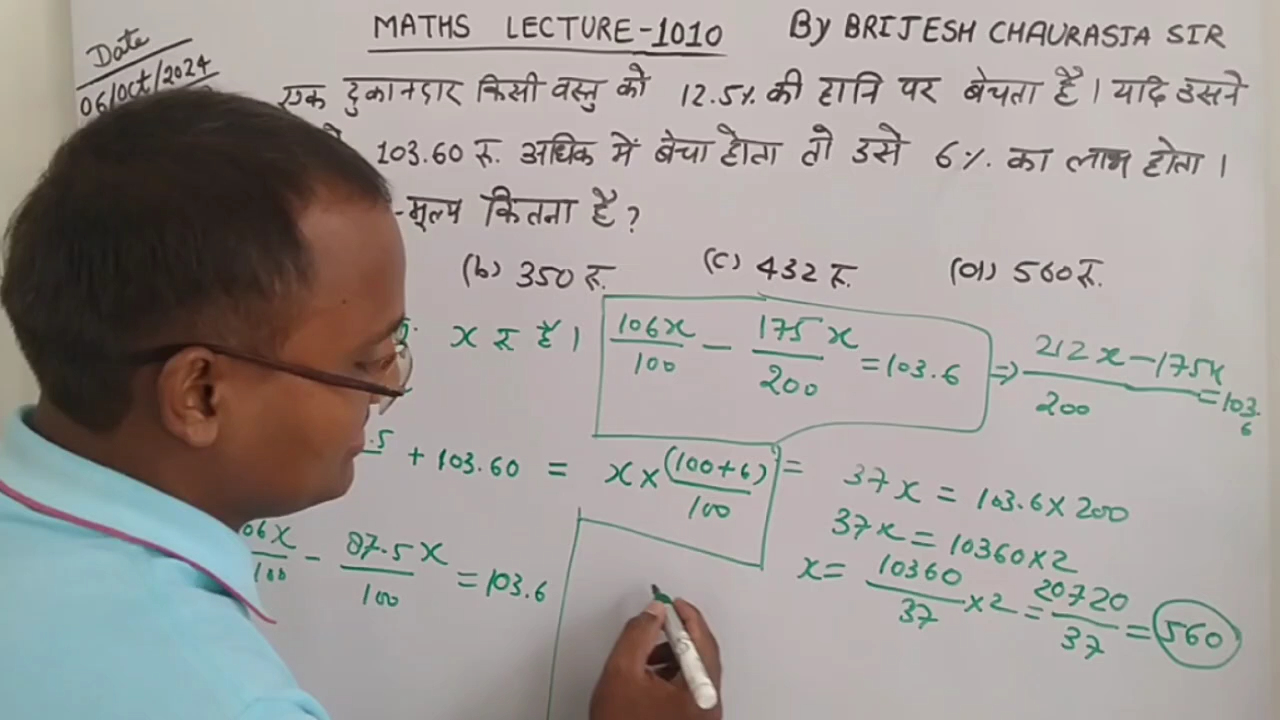 MATHS LECTURE-1010 By BRIJESH CHAURASIA SIR
Date
06/Oct/2024
एक दुकानदार किसी वस्तु को 12.5% की हानि पर बेचता है। यदि उसने
103.60 रु. अधिक में बेचा होता तो उसे 6% का लाभ होता।
-मूल्य कितना है?
(b) 350 रु. (c) 432 रु. (d) 560 रु.
x रु है।
106x/100 - 175x/200 = 103.6 ⇒ 212x - 175x/200 = 103.6
.5 + 103.60 = x × (100+6)/100 =
37x = 103.6 × 200
37x = 10360 × 2
x = 10360/37 × 2 = 20720/37 = 560
06x/100 - 87.5x/100 = 103.6